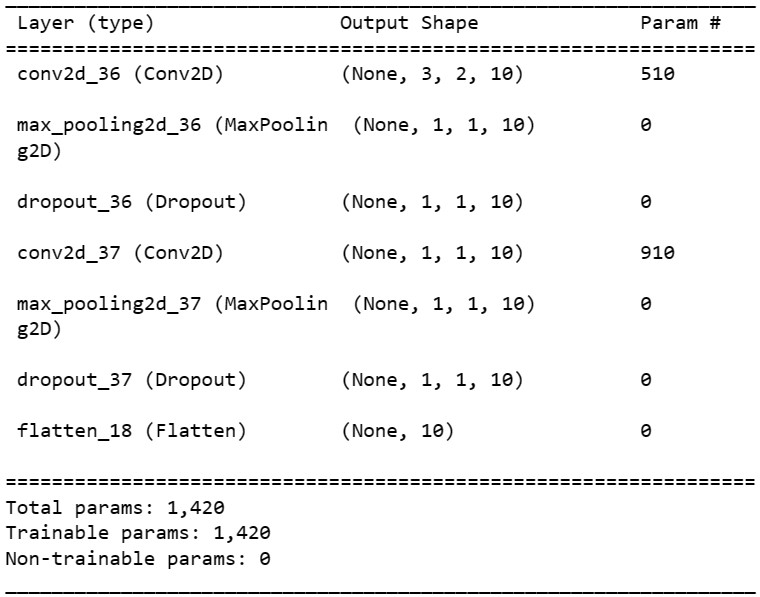 Layer (type) Output Shape Param #
=================================================================
conv2d_36 (Conv2D) (None, 3, 2, 10) 510
max_pooling2d_36 (MaxPoolin (None, 1, 1, 10) 0
g2D)
dropout_36 (Dropout) (None, 1, 1, 10) 0
conv2d_37 (Conv2D) (None, 1, 1, 10) 910
max_pooling2d_37 (MaxPoolin (None, 1, 1, 10) 0
g2D)
dropout_37 (Dropout) (None, 1, 1, 10) 0
flatten_18 (Flatten) (None, 10) 0
=================================================================
Total params: 1,420
Trainable params: 1,420
Non-trainable params: 0